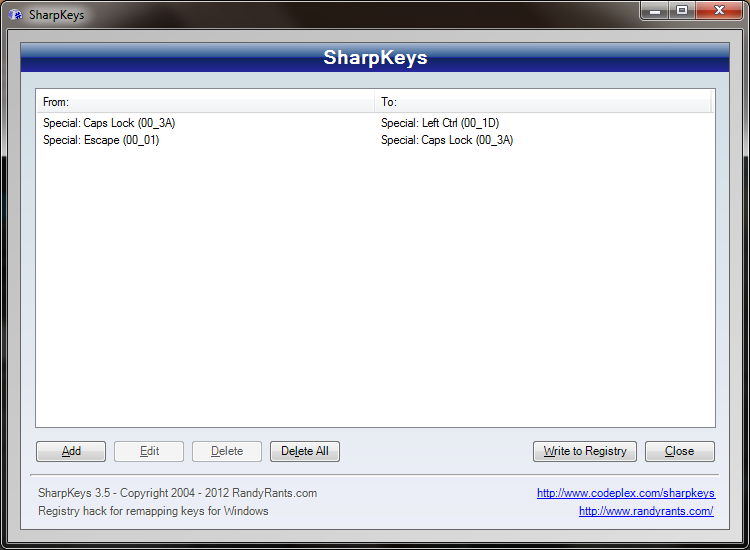 SharpKeys
SharpKeys
From: To:
Special: Caps Lock (00_3A) Special: Left Ctrl (00_1D)
Special: Escape (00_01) Special: Caps Lock (00_3A)
Add Edit Delete Delete All Write to Registry Close
SharpKeys 3.5 - Copyright 2004 - 2012 RandyRants.com http://www.codeplex.com/sharpkeys
Registry hack for remapping keys for Windows http://www.randyrants.com/